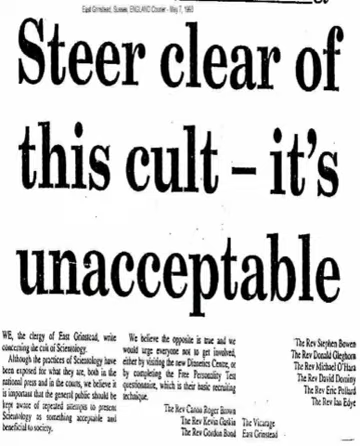 East Grinstead, Sussex, ENGLAND Courier - May 7, 1993
Steer clear of
this cult – it's
unacceptable
WE, the clergy of East Grinstead, write
concerning the cult of Scientology.
Although the practices of Scientology have
been exposed for what they are, both in the
national press and in the courts, we believe it
is important that the general public should be
kept aware of repeated attempts to present
Scientology as something acceptable and
beneficial to society.
We believe the opposite is true and we
would urge everyone not to get involved,
either by visiting the new Dianetics Centre, or
by completing the Free Personality Test
questionnaire, which is their basic recruiting
technique.
The Rev Canon Roger Brown
The Rev Kevin
The Rev Gordon Bond
The Vicarage
East Grinstead
The Rev Stephen Bowen
The Rev Donald Gleghorn
The Rev Michael O'Hara
The Rev David
The Rev Eric Pollard
The Rev Ian Edge